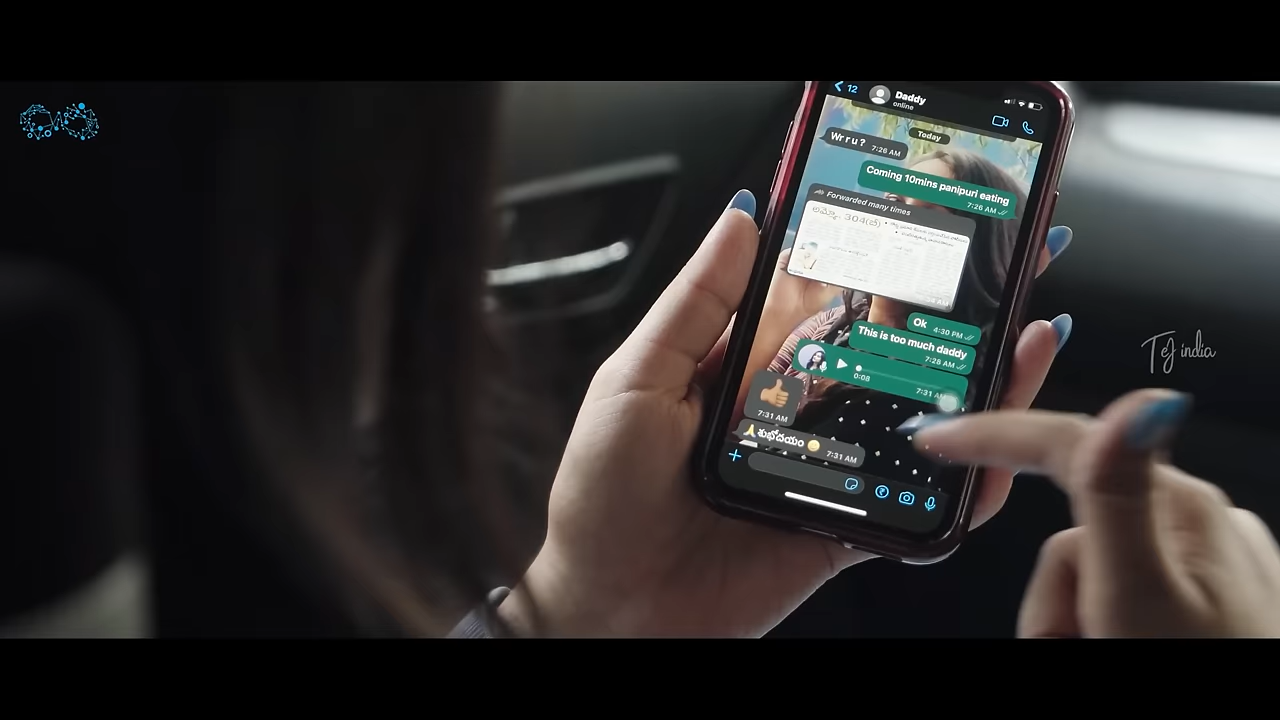 12
Daddy
online
Today
Wr r u ? 7:26 AM
Coming 10mins panipuri eating
7:26 AM
Forwarded many times
304(బి)
Ok 4:30 PM
This is too much daddy
7:28 AM
0:08
7:31 AM
7:31 AM
🙏 శుభోదయం 7:31 AM
TeJ india